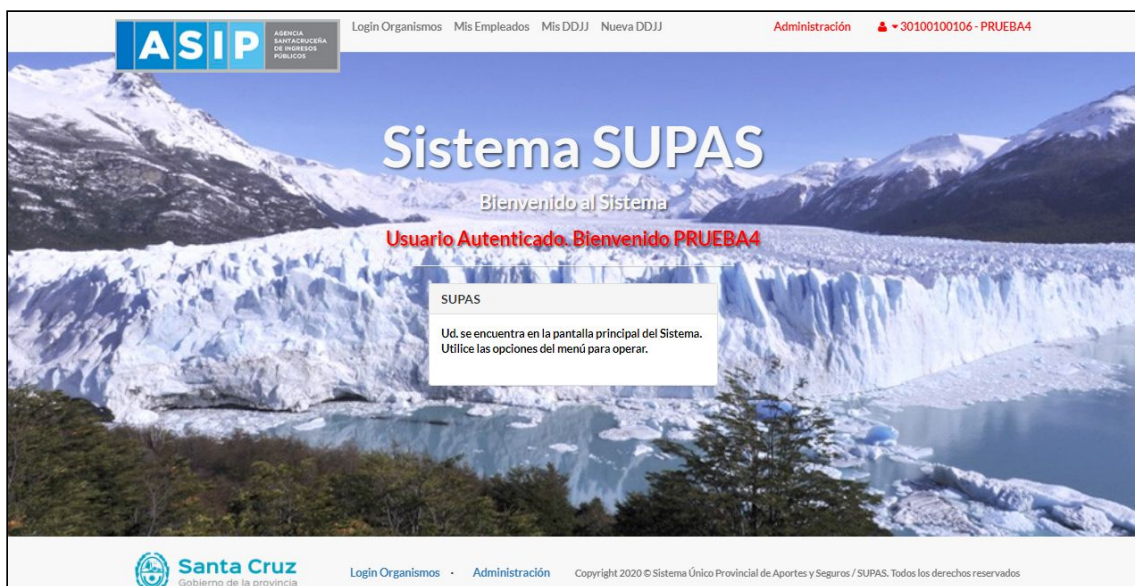 ASIP
AGENCIA
SANTACRUCEÑA
DE INGRESOS
PÚBLICOS
Login Organismos Mis Empleados Mis DDJJ Nueva DDJJ Administración 30100100106 - PRUEBA4
Sistema SUPAS
Bienvenido al Sistema
Usuario Autenticado. Bienvenido PRUEBA4
SUPAS
Ud. se encuentra en la pantalla principal del Sistema.
Utilice las opciones del menú para operar.
Santa Cruz
Gobierno de la provincia
Login Organismos · Administración Copyright 2020 © Sistema Único Provincial de Aportes y Seguros / SUPAS. Todos los derechos reservados